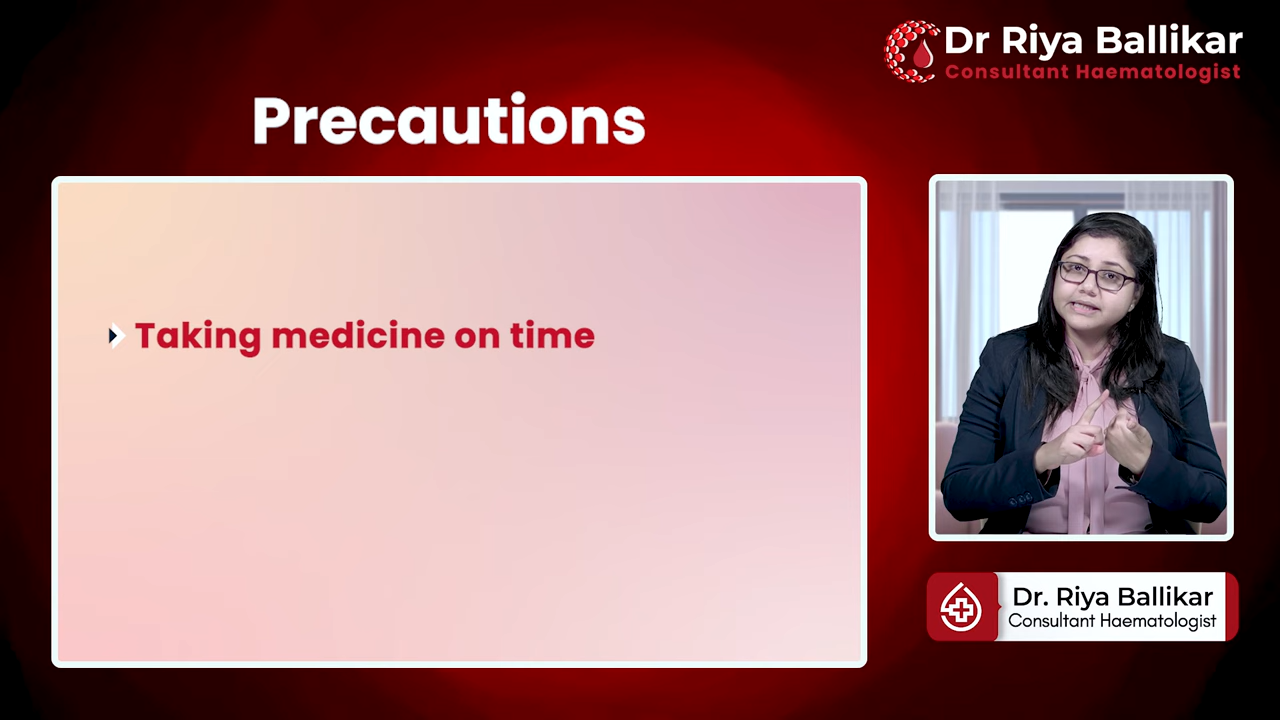 Dr Riya Ballikar
Consultant Haematologist
Precautions
Taking medicine on time
Dr. Riya Ballikar
Consultant Haematologist